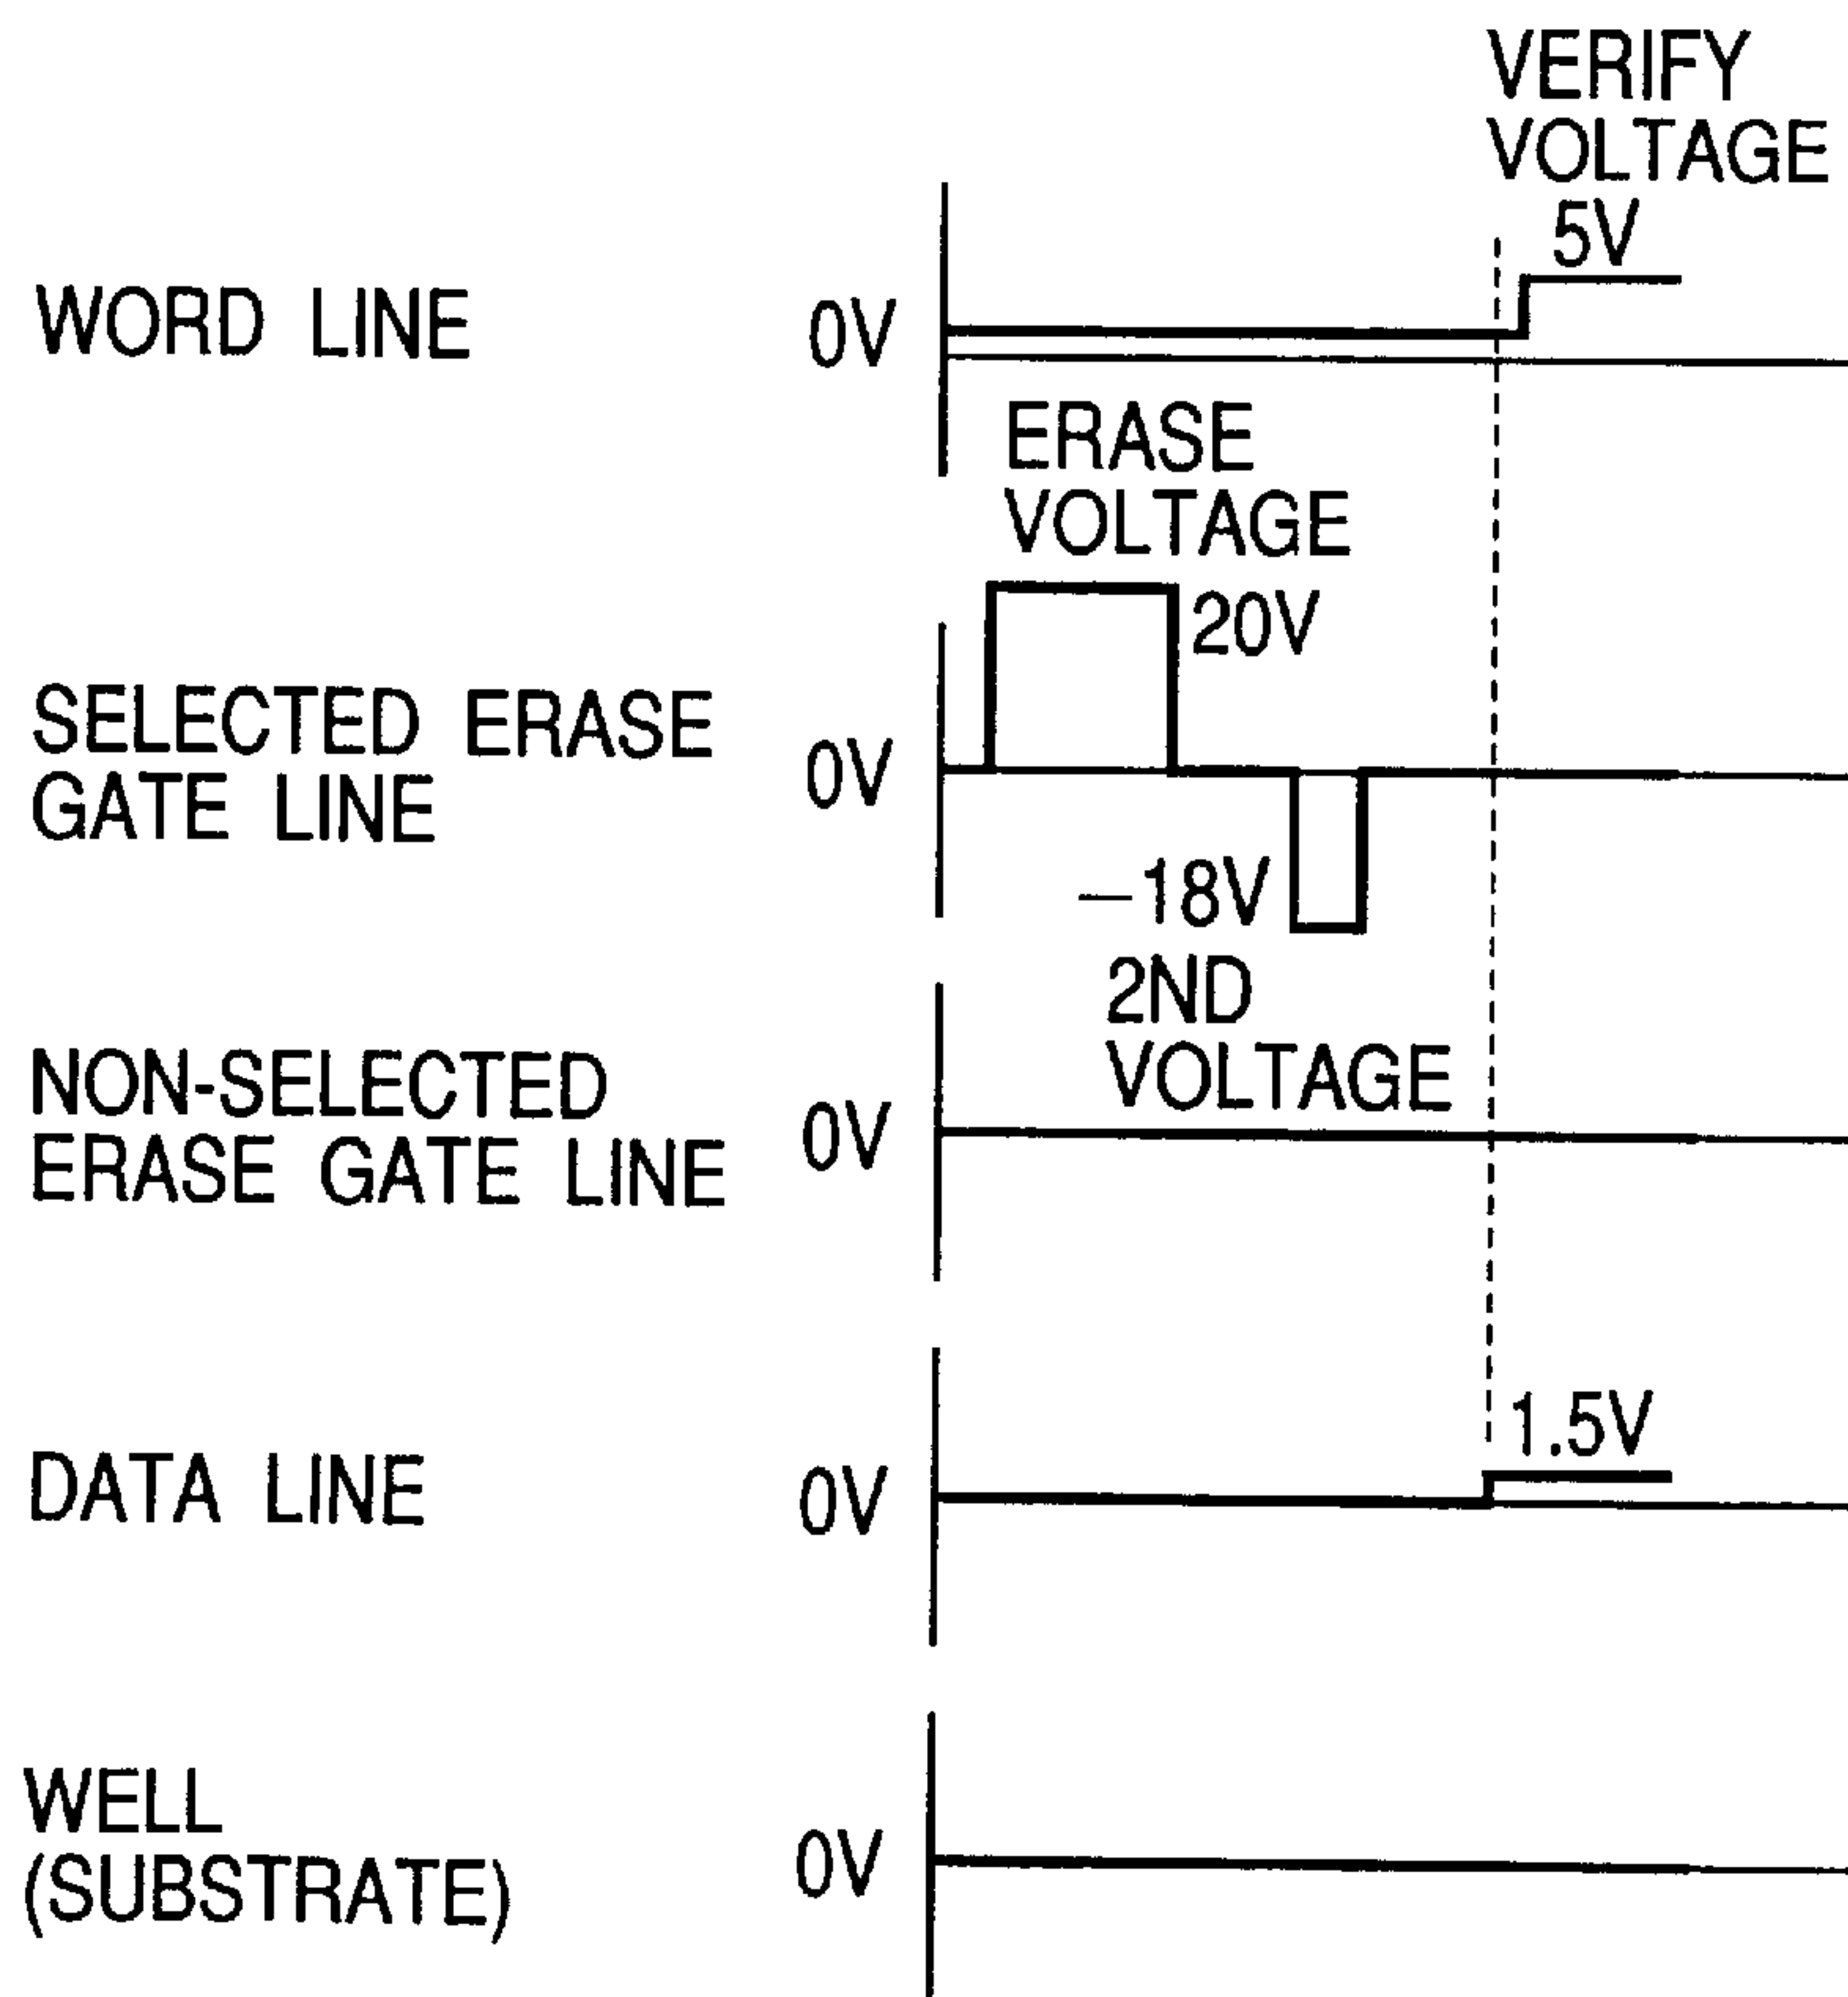 VERIFY
VOLTAGE
5V
WORD LINE
0V
ERASE
VOLTAGE
20V
SELECTED ERASE
GATE LINE
0V
—18V
2ND
VOLTAGE
NON-SELECTED
ERASE GATE LINE
0V
1.5V
DATA LINE
0V
WELL
(SUBSTRATE)
0V